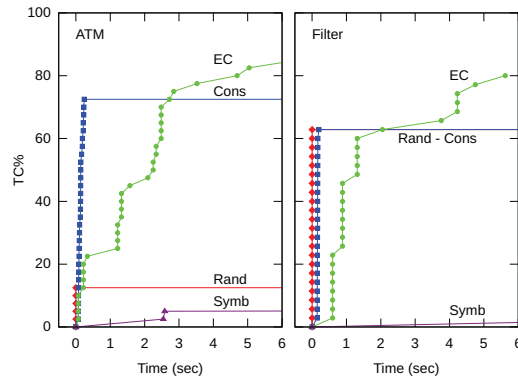 ATM
Filter
EC
Cons
Rand
Symb
EC
Rand - Cons
Symb
TC%
100
80
60
40
20
0
0 1 2 3 4 5 6
0 1 2 3 4 5 6
Time (sec)
Time (sec)